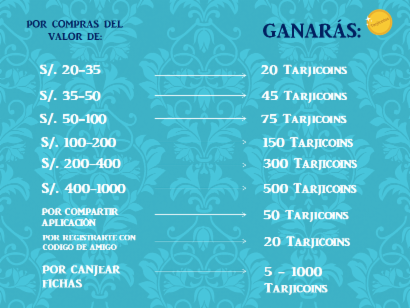 POR COMPRAS DEL
VALOR DE:
GANARÁS:
S/. 20-35
20 TARJICOINS
S/. 35-50
45 TARJICOINS
S/. 50-100
75 TARJICOINS
S/. 100-200
150 TARJICOINS
S/. 200-400
300 TARJICOINS
S/. 400-1000
500 TARJICOINS
POR COMPARTIR
APLICACIÓN
50 TARJICOINS
POR REGISTRARTE CON
CODIGO DE AMIGO
20 TARJICOINS
POR CANJEAR
FICHAS
5 - 1000
TARJICOINS